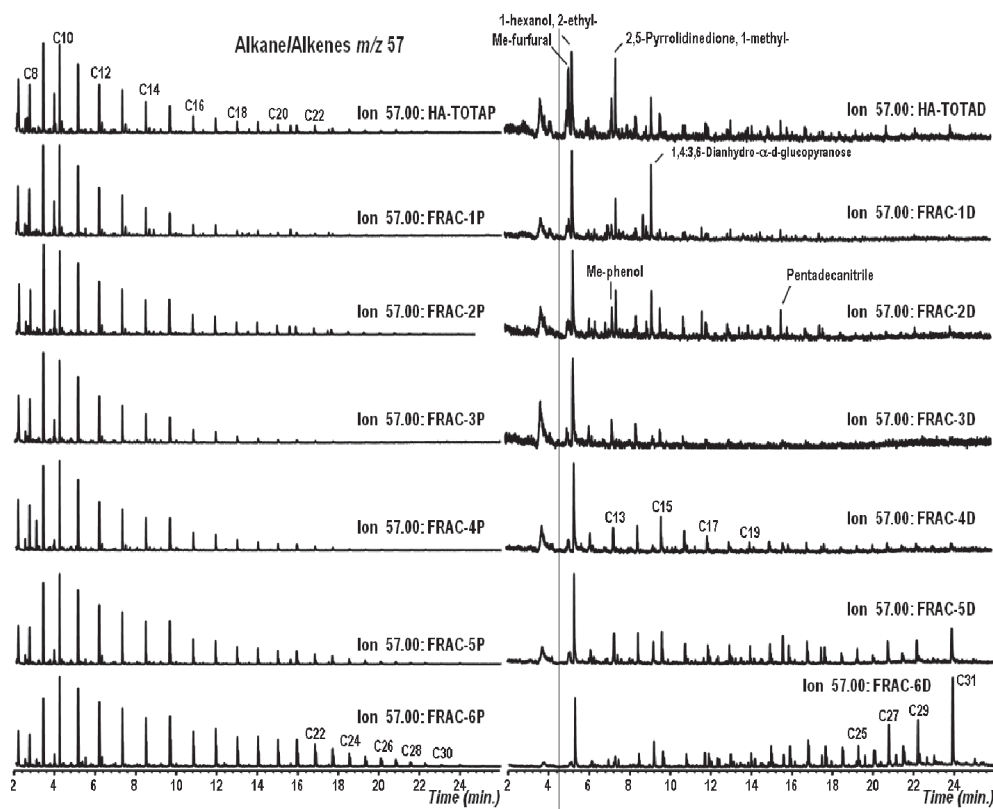 Alkane/Alkenes m/z 57
C8
C10
C12
C14
C16
C18
C20
C22
Ion 57.00: HA-TOTAP
Ion 57.00: FRAC-1P
Ion 57.00: FRAC-2P
Ion 57.00: FRAC-3P
Ion 57.00: FRAC-4P
Ion 57.00: FRAC-5P
Ion 57.00: FRAC-6P
C22
C24
C26
C28
C30
2 4 6 8 10 12 14 16 18 20 22 24
Time (min.)
1-hexanol, 2-ethyl-
Me-furfural
2,5-Pyrrolidinedione, 1-methyl-
Ion 57.00: HA-TOTAD
1,4:3,6-Dianhydro-α-d-glucopyranose
Ion 57.00: FRAC-1D
Me-phenol
Pentadecanitrile
Ion 57.00: FRAC-2D
Ion 57.00: FRAC-3D
C13
C15
C17
C19
Ion 57.00: FRAC-4D
Ion 57.00: FRAC-5D
Ion 57.00: FRAC-6D
C25
C27
C29
C31
2 4 6 8 10 12 14 16 18 20 22 24
Time (min.)